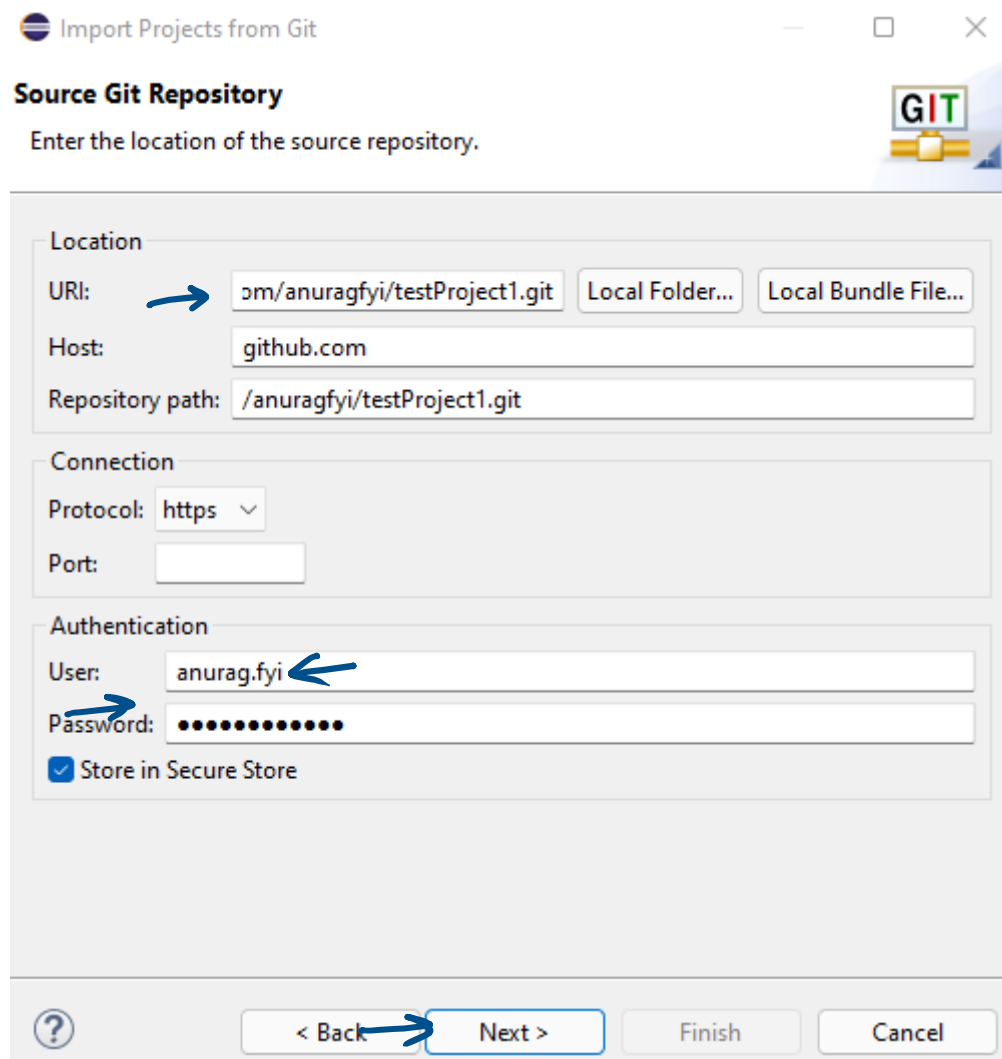 Import Projects from Git
Source Git Repository
GIT
Enter the location of the source repository.
Location
URI: om/anuragfyi/testProject1.git Local Folder... Local Bundle File...
Host: github.com
Repository path: /anuragfyi/testProject1.git
Connection
Protocol: https
Port:
Authentication
User: anurag.fyi
Password: ●●●●●●●●●●●●
Store in Secure Store
? < Back Next > Finish Cancel